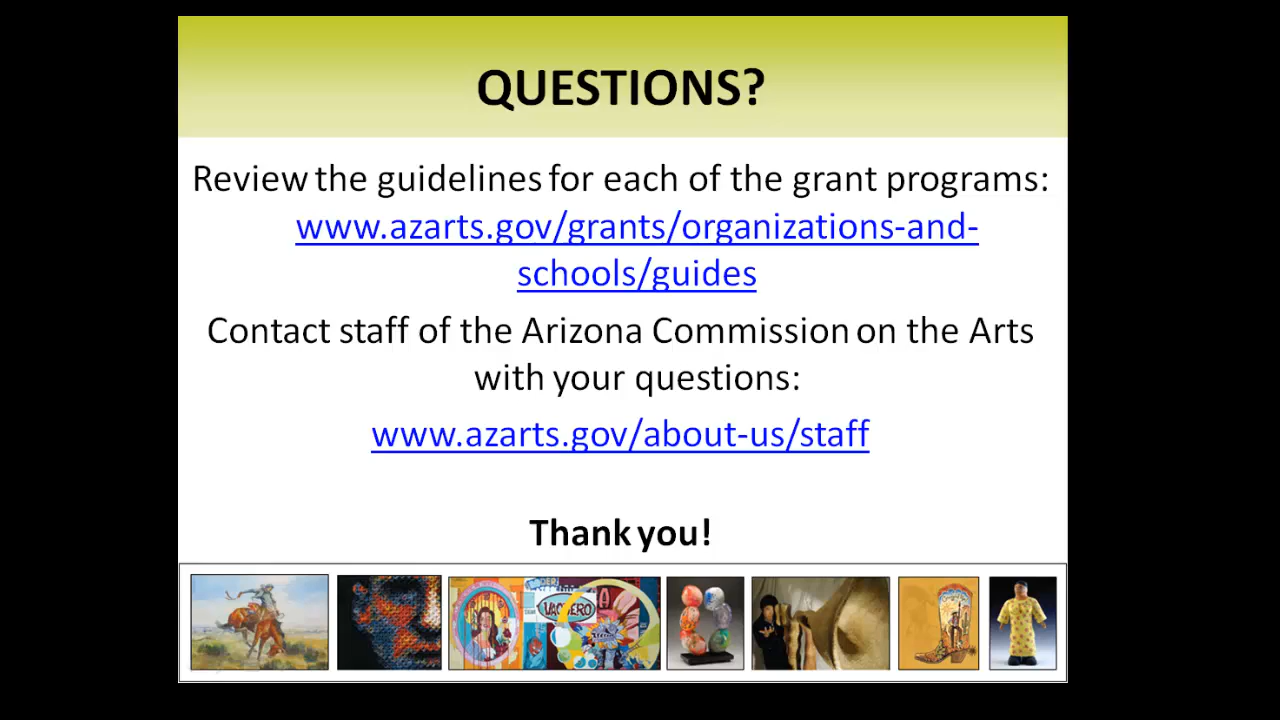 QUESTIONS?
Review the guidelines for each of the grant programs:
www.azarts.gov/grants/organizations-and-
schools/guides
Contact staff of the Arizona Commission on the Arts
with your questions:
www.azarts.gov/about-us/staff
Thank you!
VAQUERO